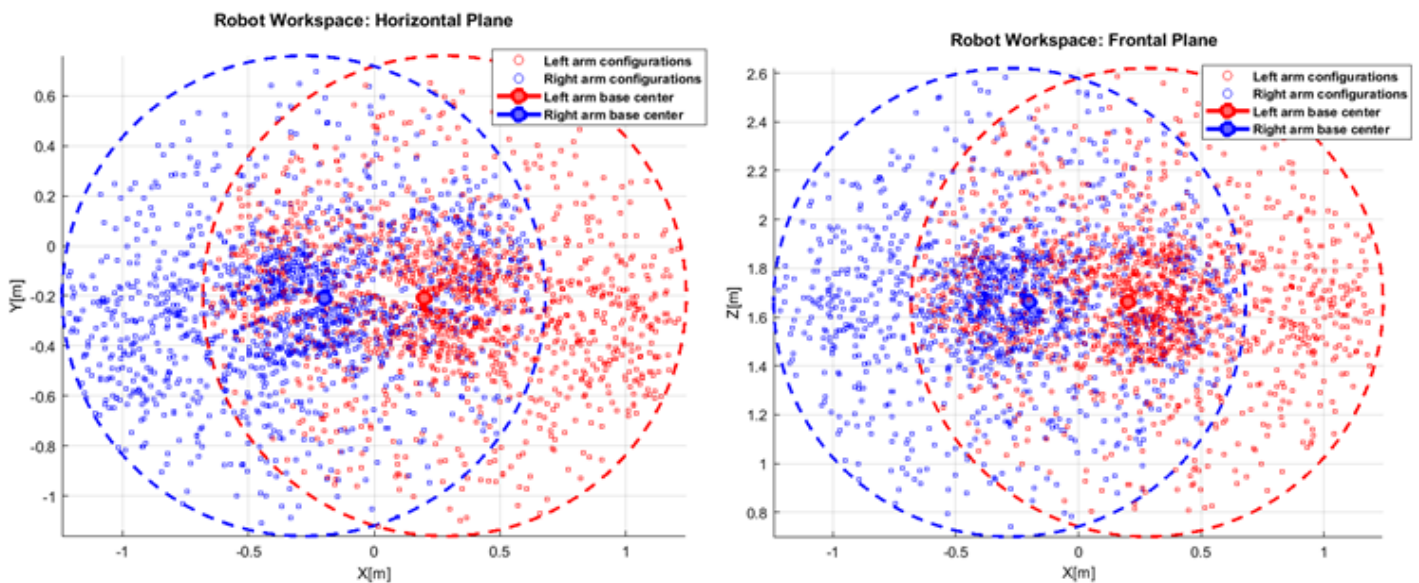 Robot Workspace: Horizontal Plane
Left arm configurations
Right arm configurations
Left arm base center
Right arm base center
0.6
0.4
0.2
0
-0.2
-0.4
-0.6
-0.8
-1
Y[m]
-1
-0.5
0
0.5
1
X[m]
Robot Workspace: Frontal Plane
Left arm configurations
Right arm configurations
Left arm base center
Right arm base center
2.6
2.4
2.2
2
1.8
1.6
1.4
1.2
1
0.8
Z[m]
-1
-0.5
0
0.5
1
X[m]